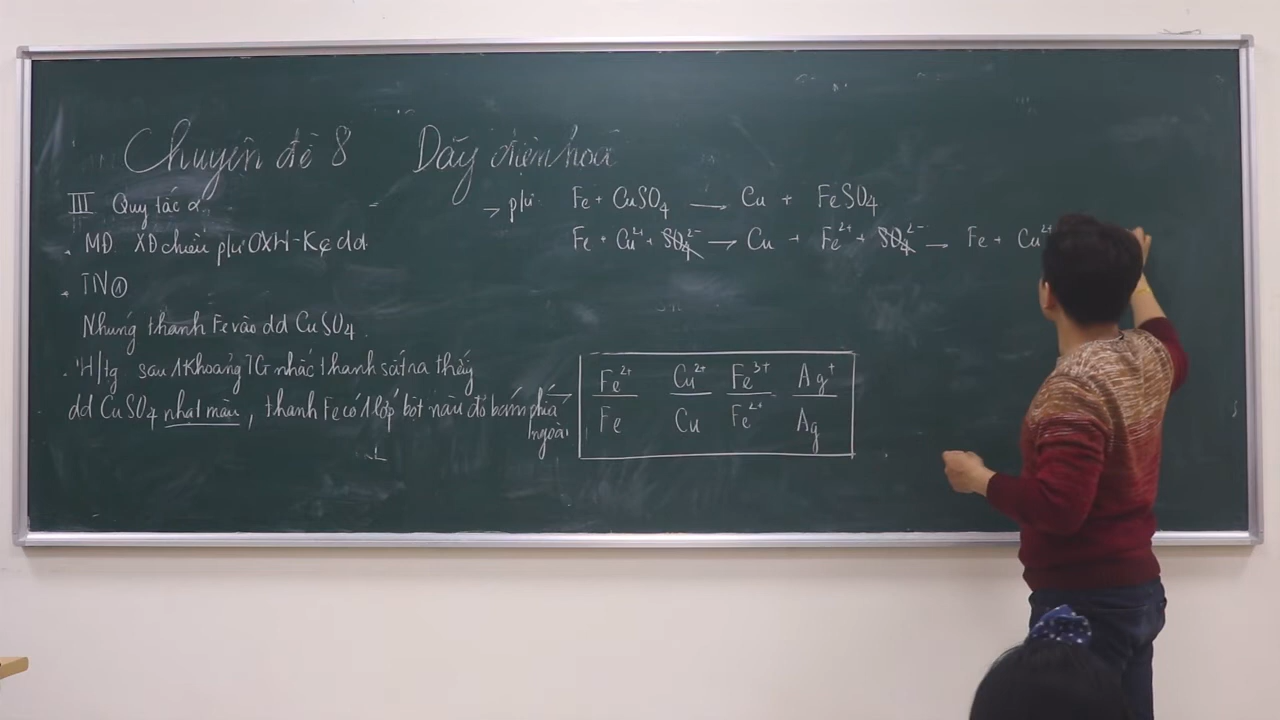 Chuyên đề 8 Dãy điện hoá
III Quy tắc α
. MĐ: XĐ chiều pư OXH-K dd
. TN①
Nhúng thanh Fe vào dd CuSO₄.
. H/tg sau 1 khoảng TG nhấc thanh sắt ra thấy
dd CuSO₄ nhạt màu, thanh Fe có 1 lớp bột nâu đỏ bám phía
ngoài
→ pư: Fe + CuSO₄ → Cu + FeSO₄
Fe + Cu²⁺ + SO₄²⁻ → Cu + Fe²⁺ + SO₄²⁻ → Fe + Cu²⁺
Fe²⁺ Cu²⁺ Fe³⁺ Ag⁺
Fe Cu Fe²⁺ Ag